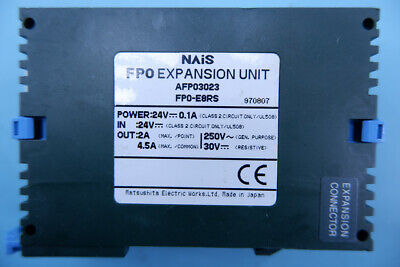 NAiS
FP0 EXPANSION UNIT
AFP03023
FP0-E8RS 970807
POWER:24V⎓0.1A (CLASS 2 CIRCUIT ONLY/UL508)
IN :24V⎓ (CLASS 2 CIRCUIT ONLY/UL508)
OUT:2A (MAX. /POINT) 250V~ (GEN. PURPOSE)
4.5A (MAX./COMMON) 30V⎓ (RESISTIVE)
CE
Matsushita Electric Works,Ltd. Made in Japan
EXPANSION
CONNECTOR